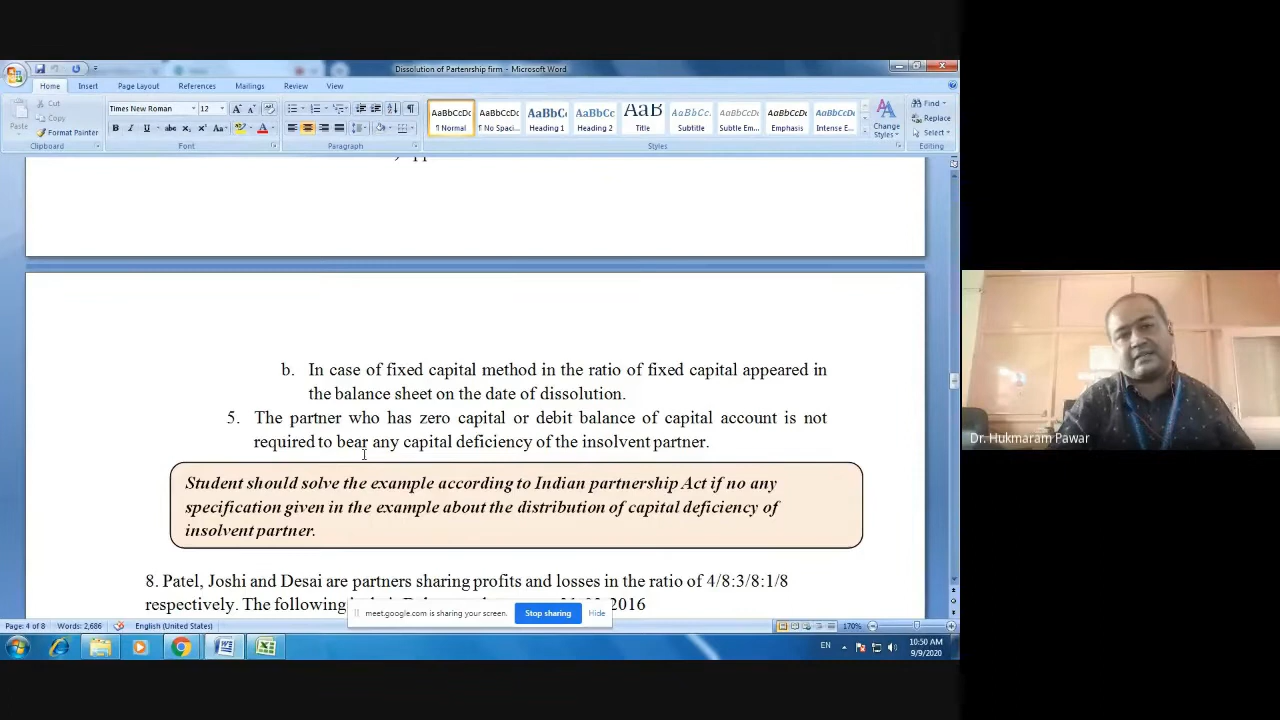 Dissolution of Partenrship firm - Microsoft Word
Home Insert Page Layout References Mailings Review View
Cut
Copy
Format Painter
Paste
Clipboard
Times New Roman 12
Font
Paragraph
AaBbCcDc AaBbCcDc AaBbC AaBbCc AaB AaBbCc. AaBbCcDc AaBbCcDc AaBbCcDc
¶ Normal ¶ No Spaci... Heading 1 Heading 2 Title Subtitle Subtle Em... Emphasis Intense E...
Change Styles
Styles
Find
Replace
Select
Editing
b. In case of fixed capital method in the ratio of fixed capital appeared in
the balance sheet on the date of dissolution.
5. The partner who has zero capital or debit balance of capital account is not
required to bear any capital deficiency of the insolvent partner.
Student should solve the example according to Indian partnership Act if no any
specification given in the example about the distribution of capital deficiency of
insolvent partner.
8. Patel, Joshi and Desai are partners sharing profits and losses in the ratio of 4/8:3/8:1/8
respectively. The following 2016
meet.google.com is sharing your screen. Stop sharing Hide
Page: 4 of 8 Words: 2,686 English (United States) 170%
EN 10:50 AM
9/9/2020
Dr. Hukmaram Pawar